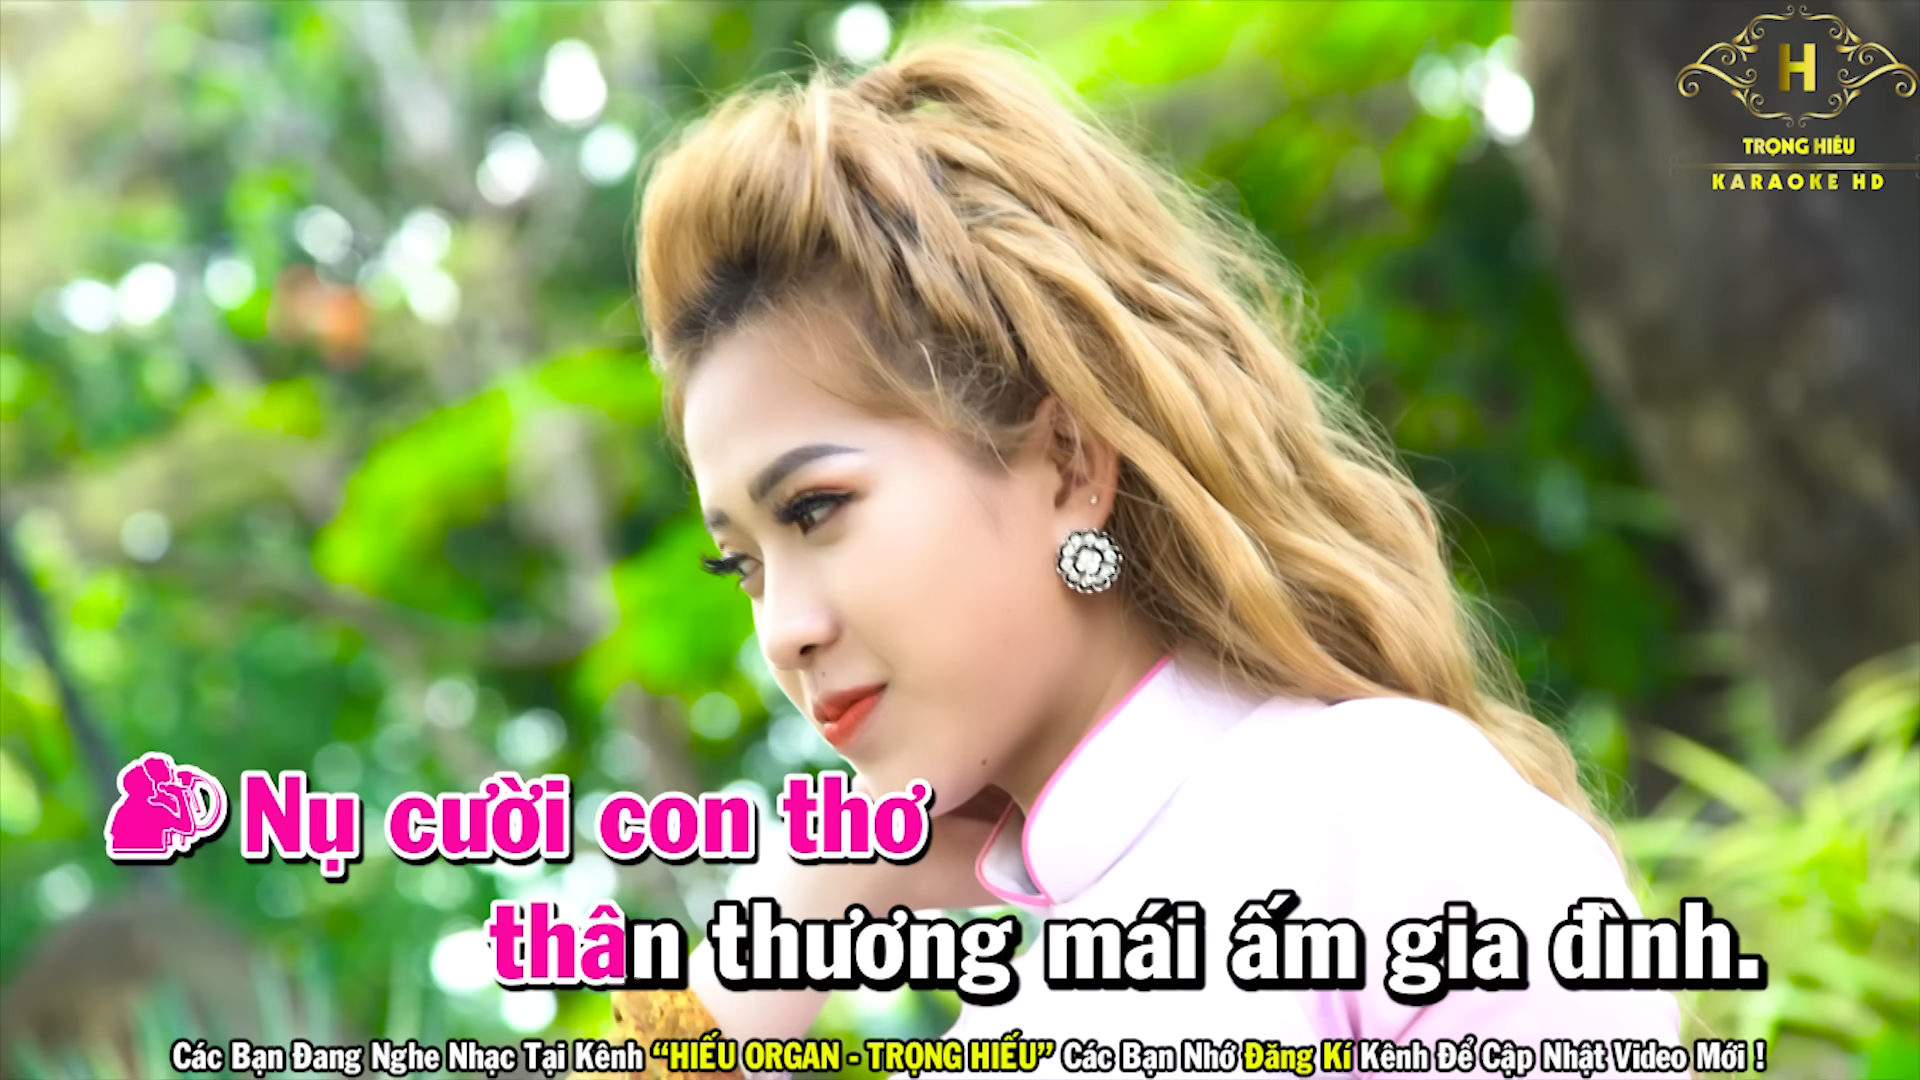 H
TRỌNG HIẾU
KARAOKE HD
Nụ cười con thơ
thân thương mái ấm gia đình.
Các Bạn Đang Nghe Nhạc Tại Kênh “HIẾU ORGAN - TRỌNG HIẾU” Các Bạn Nhớ Đăng Kí Kênh Để Cập Nhật Video Mới !